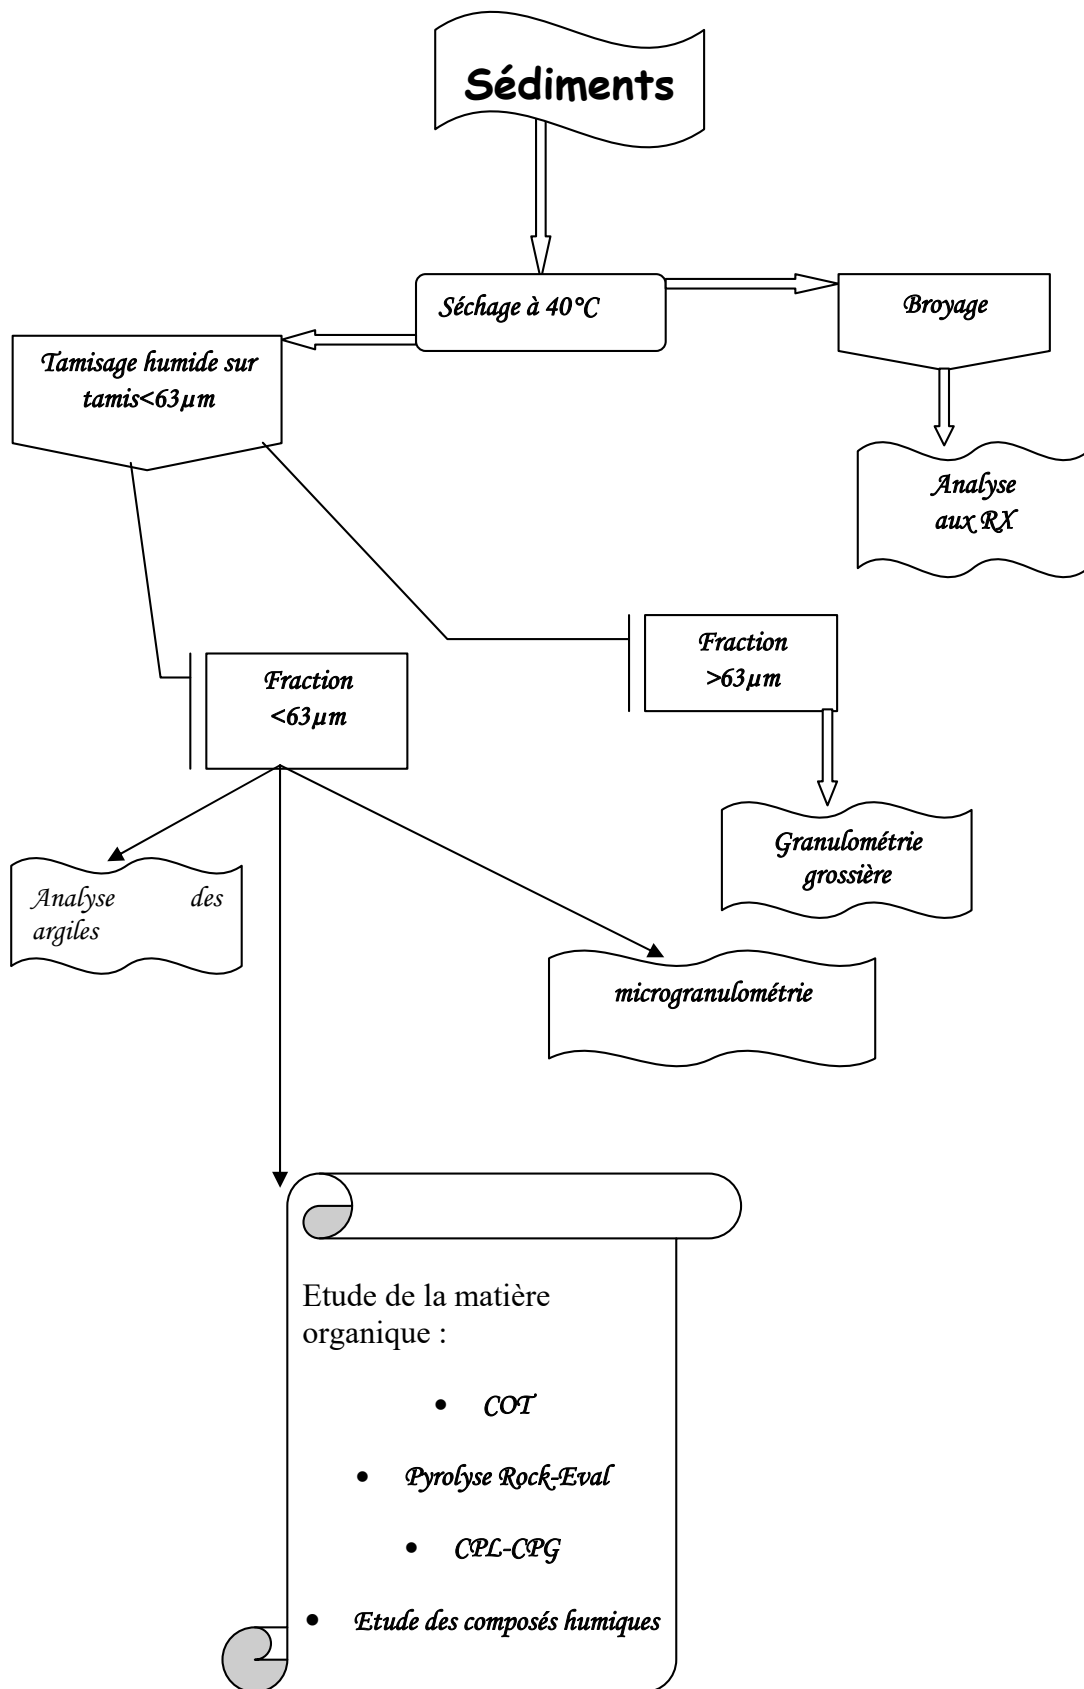 Sédiments
Séchage à 40°C
Broyage
Tamisage humide sur
tamis<63µm
Analyse
aux RX
Fraction
>63µm
Fraction
<63µm
Granulométrie
grossière
Analyse des
argiles
microgranulométrie
Etude de la matière
organique :
• COT
• Pyrolyse Rock-Eval
• CPL-CPG
• Etude des composés humiques